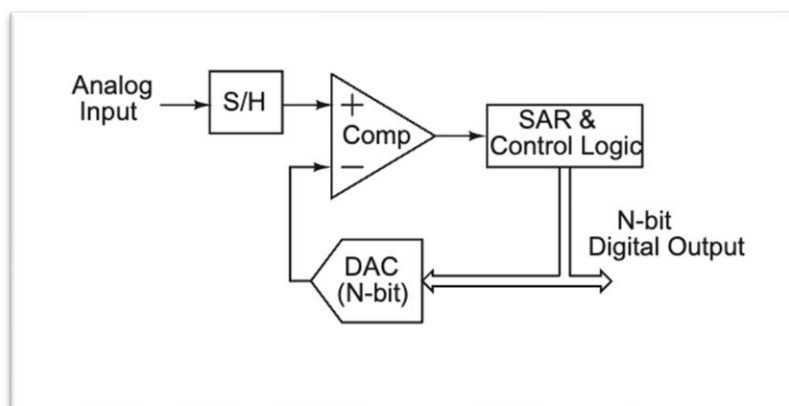 Analog
Input
S/H
+
Comp
−
SAR &
Control Logic
N-bit
Digital Output
DAC
(N-bit)